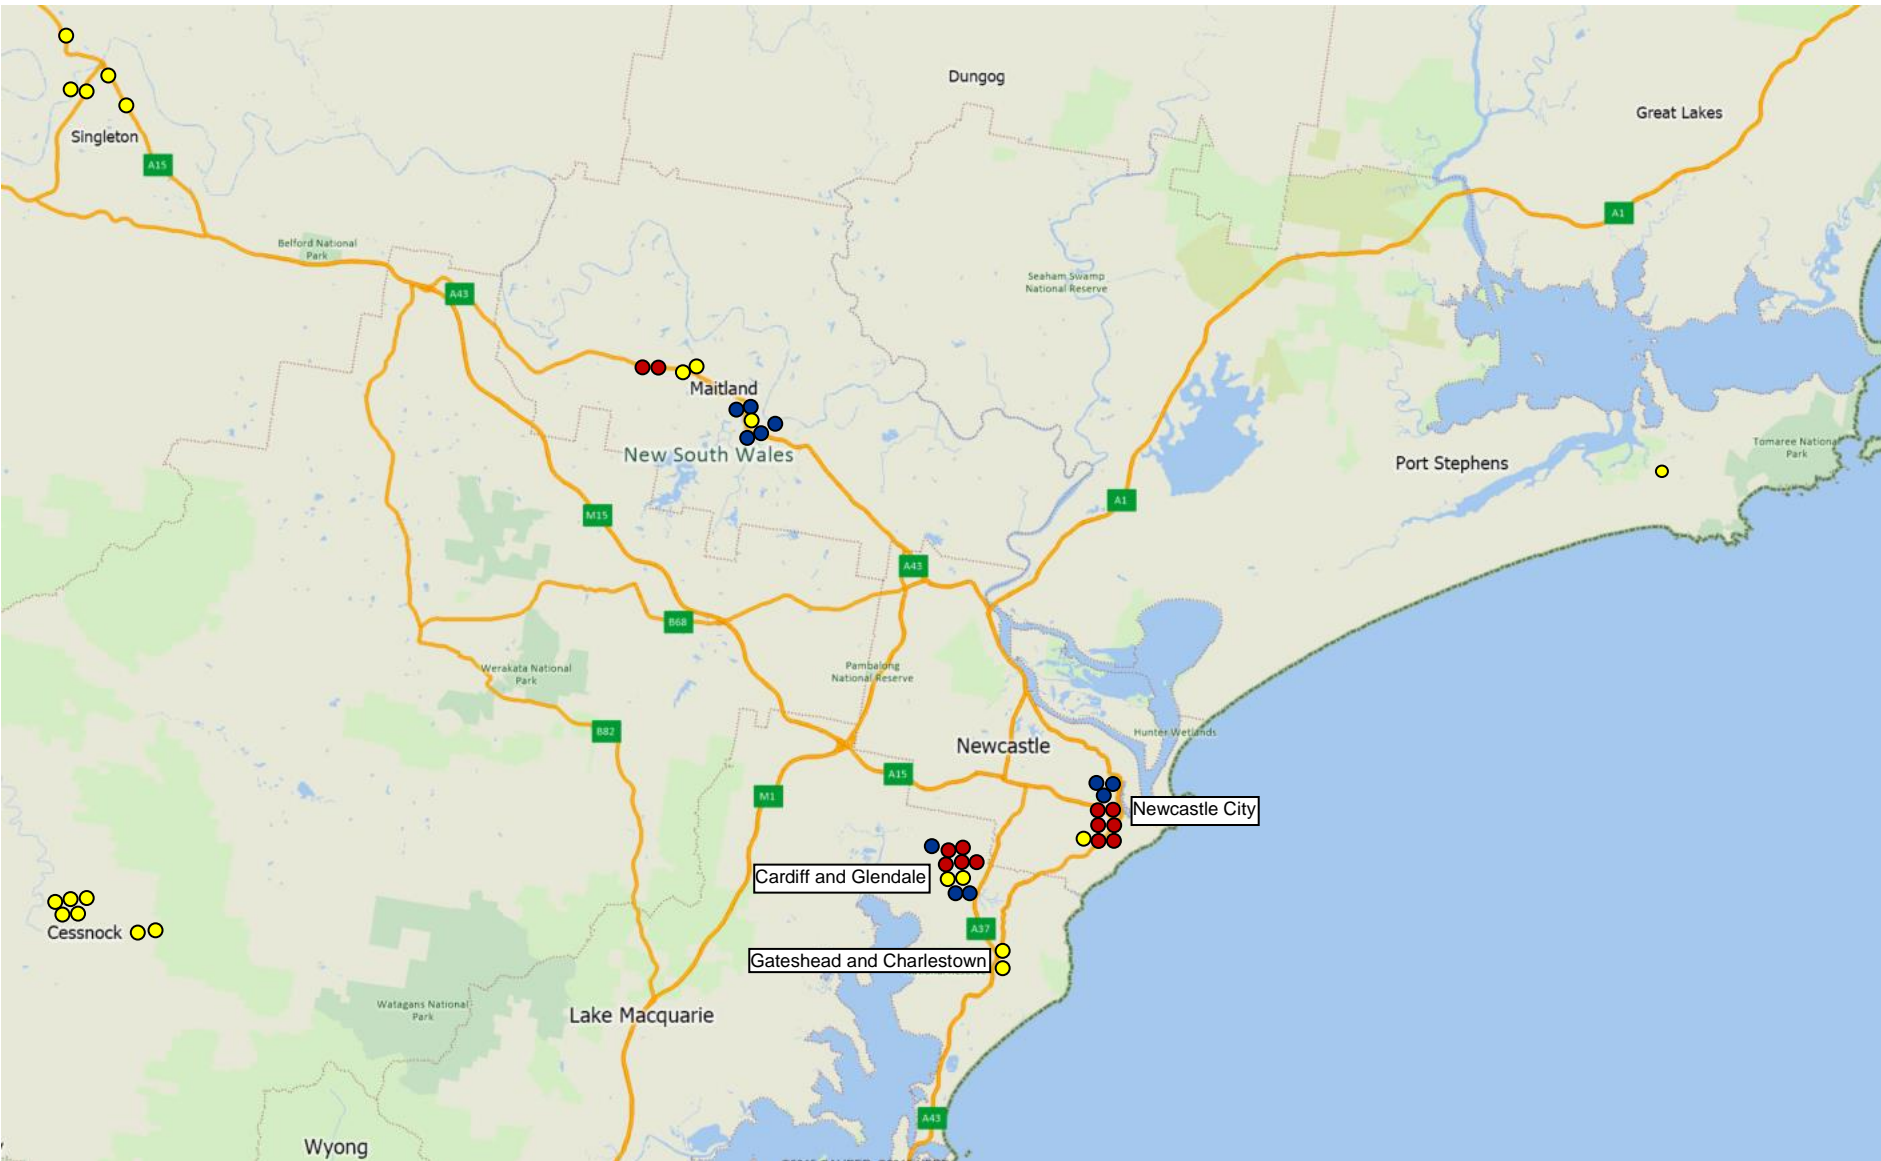 Dungog
Great Lakes
Singleton
A15
A1
Belford National
Park
Seaham Swamp
National Reserve
A43
Maitland
New South Wales
Tomaree National
Park
Port Stephens
A1
M15
A43
B68
Werakata National
Park
Pambalong
National Reserve
B82
Newcastle
Hunter Wetlands
A15
M1
Newcastle City
Cardiff and Glendale
Cessnock
A37
Gateshead and Charlestown
Watagans National
Park
Lake Macquarie
A43
Wyong